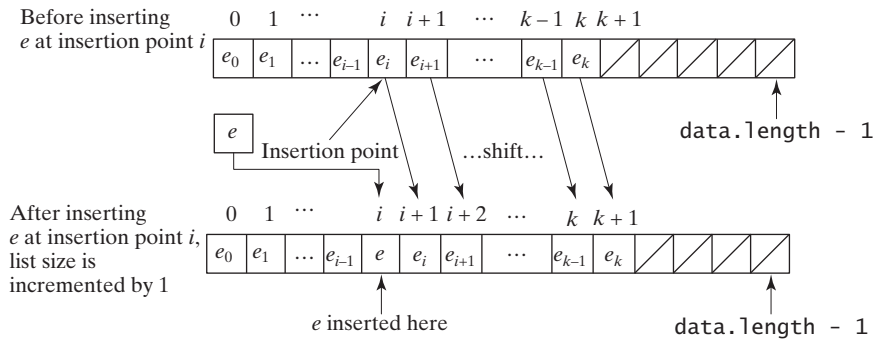 Before inserting
e at insertion point i
0 1 ... i i+1 ... k−1 k k+1
e0 e1 ... ei−1 ei ei+1 ... ek−1 ek
data.length - 1
e
Insertion point
...shift...
After inserting
e at insertion point i,
list size is
incremented by 1
0 1 ... i i+1 i+2 ... k k+1
e0 e1 ... ei−1 e ei ei+1 ... ek−1 ek
e inserted here
data.length - 1